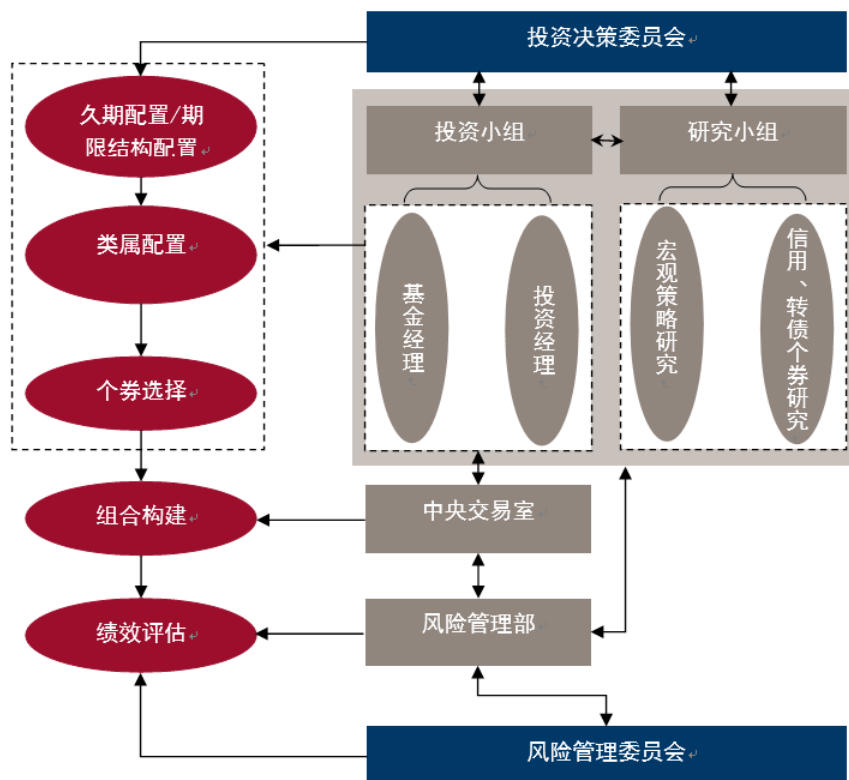 投资决策委员会
久期配置/期
限结构配置
投资小组
研究小组
类属配置
基金经理
投资经理
宏观策略研究
信用、转债个券研究
个券选择
组合构建
中央交易室
绩效评估
风险管理部
风险管理委员会